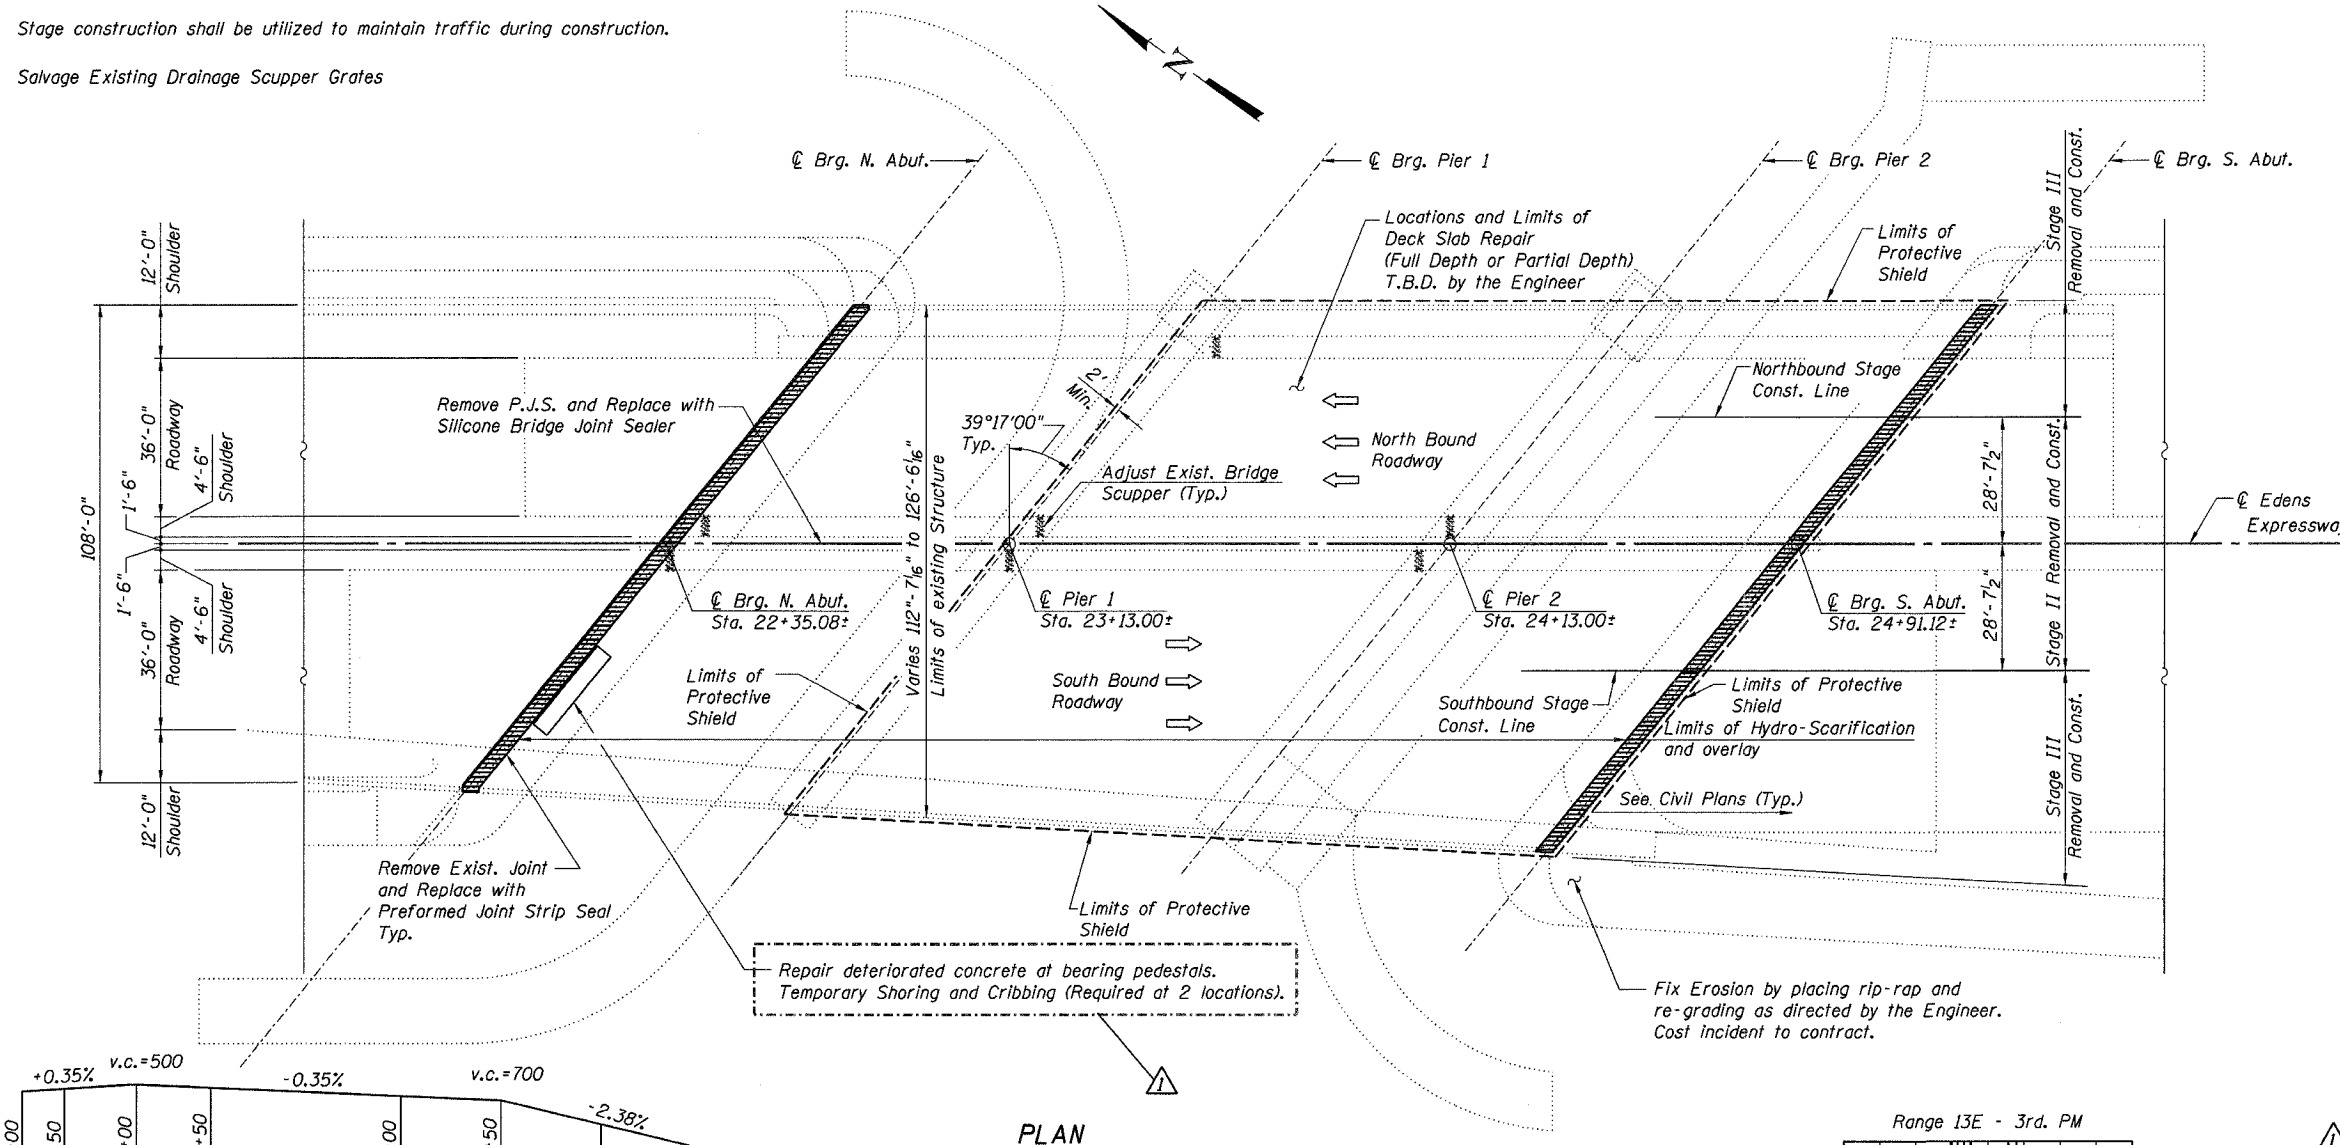 Stage construction shall be utilized to maintain traffic during construction.
Salvage Existing Drainage Scupper Grates
N
℄ Brg. N. Abut.
℄ Brg. Pier 1
℄ Brg. Pier 2
℄ Brg. S. Abut.
Locations and Limits of
Deck Slab Repair
(Full Depth or Partial Depth)
T.B.D. by the Engineer
Limits of
Protective
Shield
Stage III
Removal and Const.
12'-0"
Shoulder
36'-0"
Roadway
4'-6"
Shoulder
1'-6"
108'-0"
1'-6"
4'-6"
Shoulder
36'-0"
Roadway
12'-0"
Shoulder
Remove P.J.S. and Replace with
Silicone Bridge Joint Sealer
39°17'00"
Typ.
2'
Min.
Adjust Exist. Bridge
Scupper (Typ.)
North Bound
Roadway
Northbound Stage
Const. Line
28'-7½"
28'-7½"
Stage II Removal and Const.
℄ Edens
Expressway
Varies 112"-7 1/16" to 126'-6 1/16"
Limits of existing Structure
℄ Brg. N. Abut.
Sta. 22+35.08±
℄ Pier 1
Sta. 23+13.00±
℄ Pier 2
Sta. 24+13.00±
℄ Brg. S. Abut.
Sta. 24+91.12±
Limits of
Protective
Shield
South Bound
Roadway
Southbound Stage
Const. Line
Limits of Protective
Shield
Limits of Hydro-Scarification
and overlay
See Civil Plans (Typ.)
Stage III
Removal and Const.
Remove Exist. Joint
and Replace with
Preformed Joint Strip Seal
Typ.
Limits of Protective
Shield
Repair deteriorated concrete at bearing pedestals.
Temporary Shoring and Cribbing (Required at 2 locations).
Fix Erosion by placing rip-rap and
re-grading as directed by the Engineer.
Cost incident to contract.
1
+0.35%
v.c.=500
-0.35%
v.c.=700
-2.38%
PLAN
Range 13E - 3rd. PM